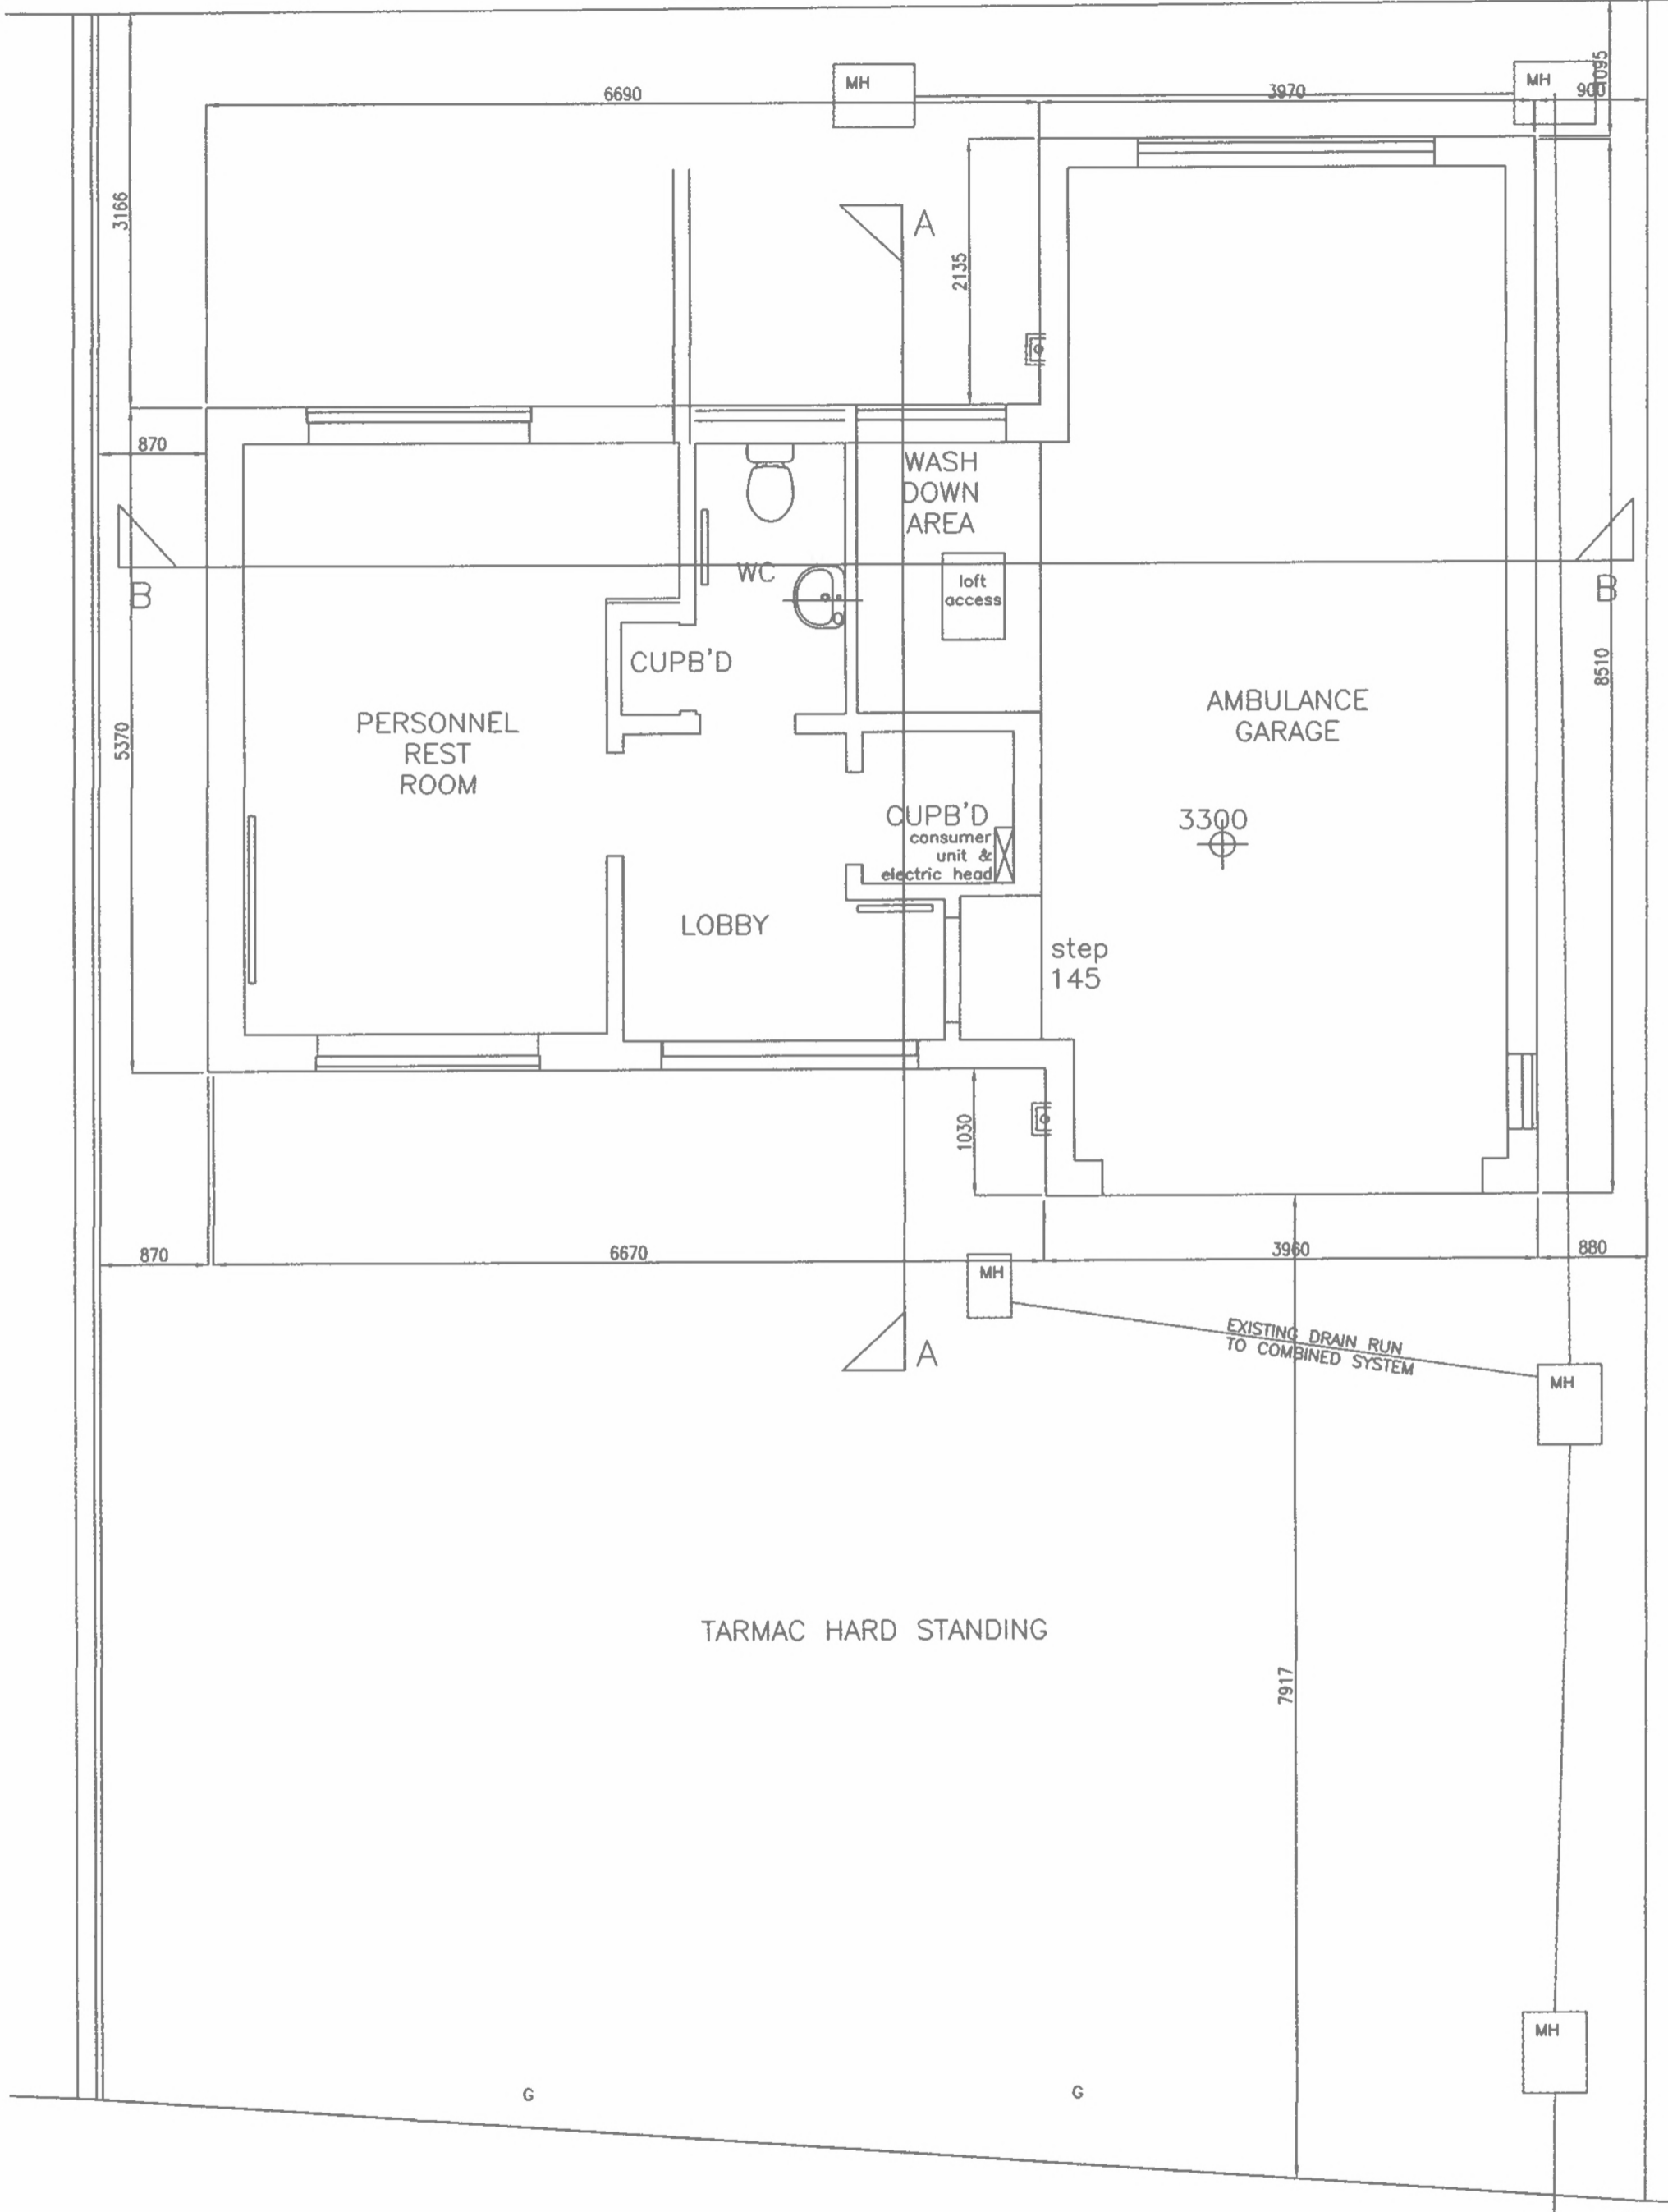 MH
MH
1095
6690
3970
900
3166
A
2135
870
WASH
DOWN
AREA
WC
loft
access
B
B
CUPB'D
8510
PERSONNEL
REST
ROOM
AMBULANCE
GARAGE
5370
CUPB'D
consumer
unit &
electric head
3300
LOBBY
step
145
1030
870
6670
3960
880
MH
EXISTING DRAIN RUN
TO COMBINED SYSTEM
A
MH
TARMAC HARD STANDING
7917
MH
G
G